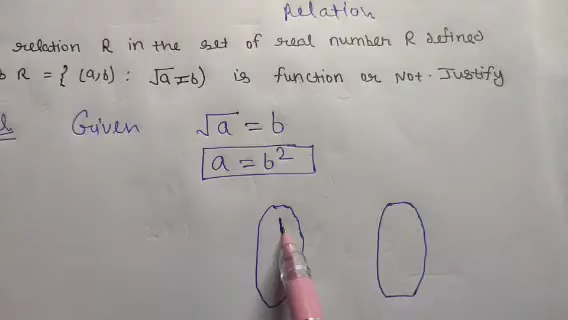 Relation
relation R in the set of real number R defined
R = { (a,b) : √a = b) is function or Not. Justify
Given √a = b
a = b²